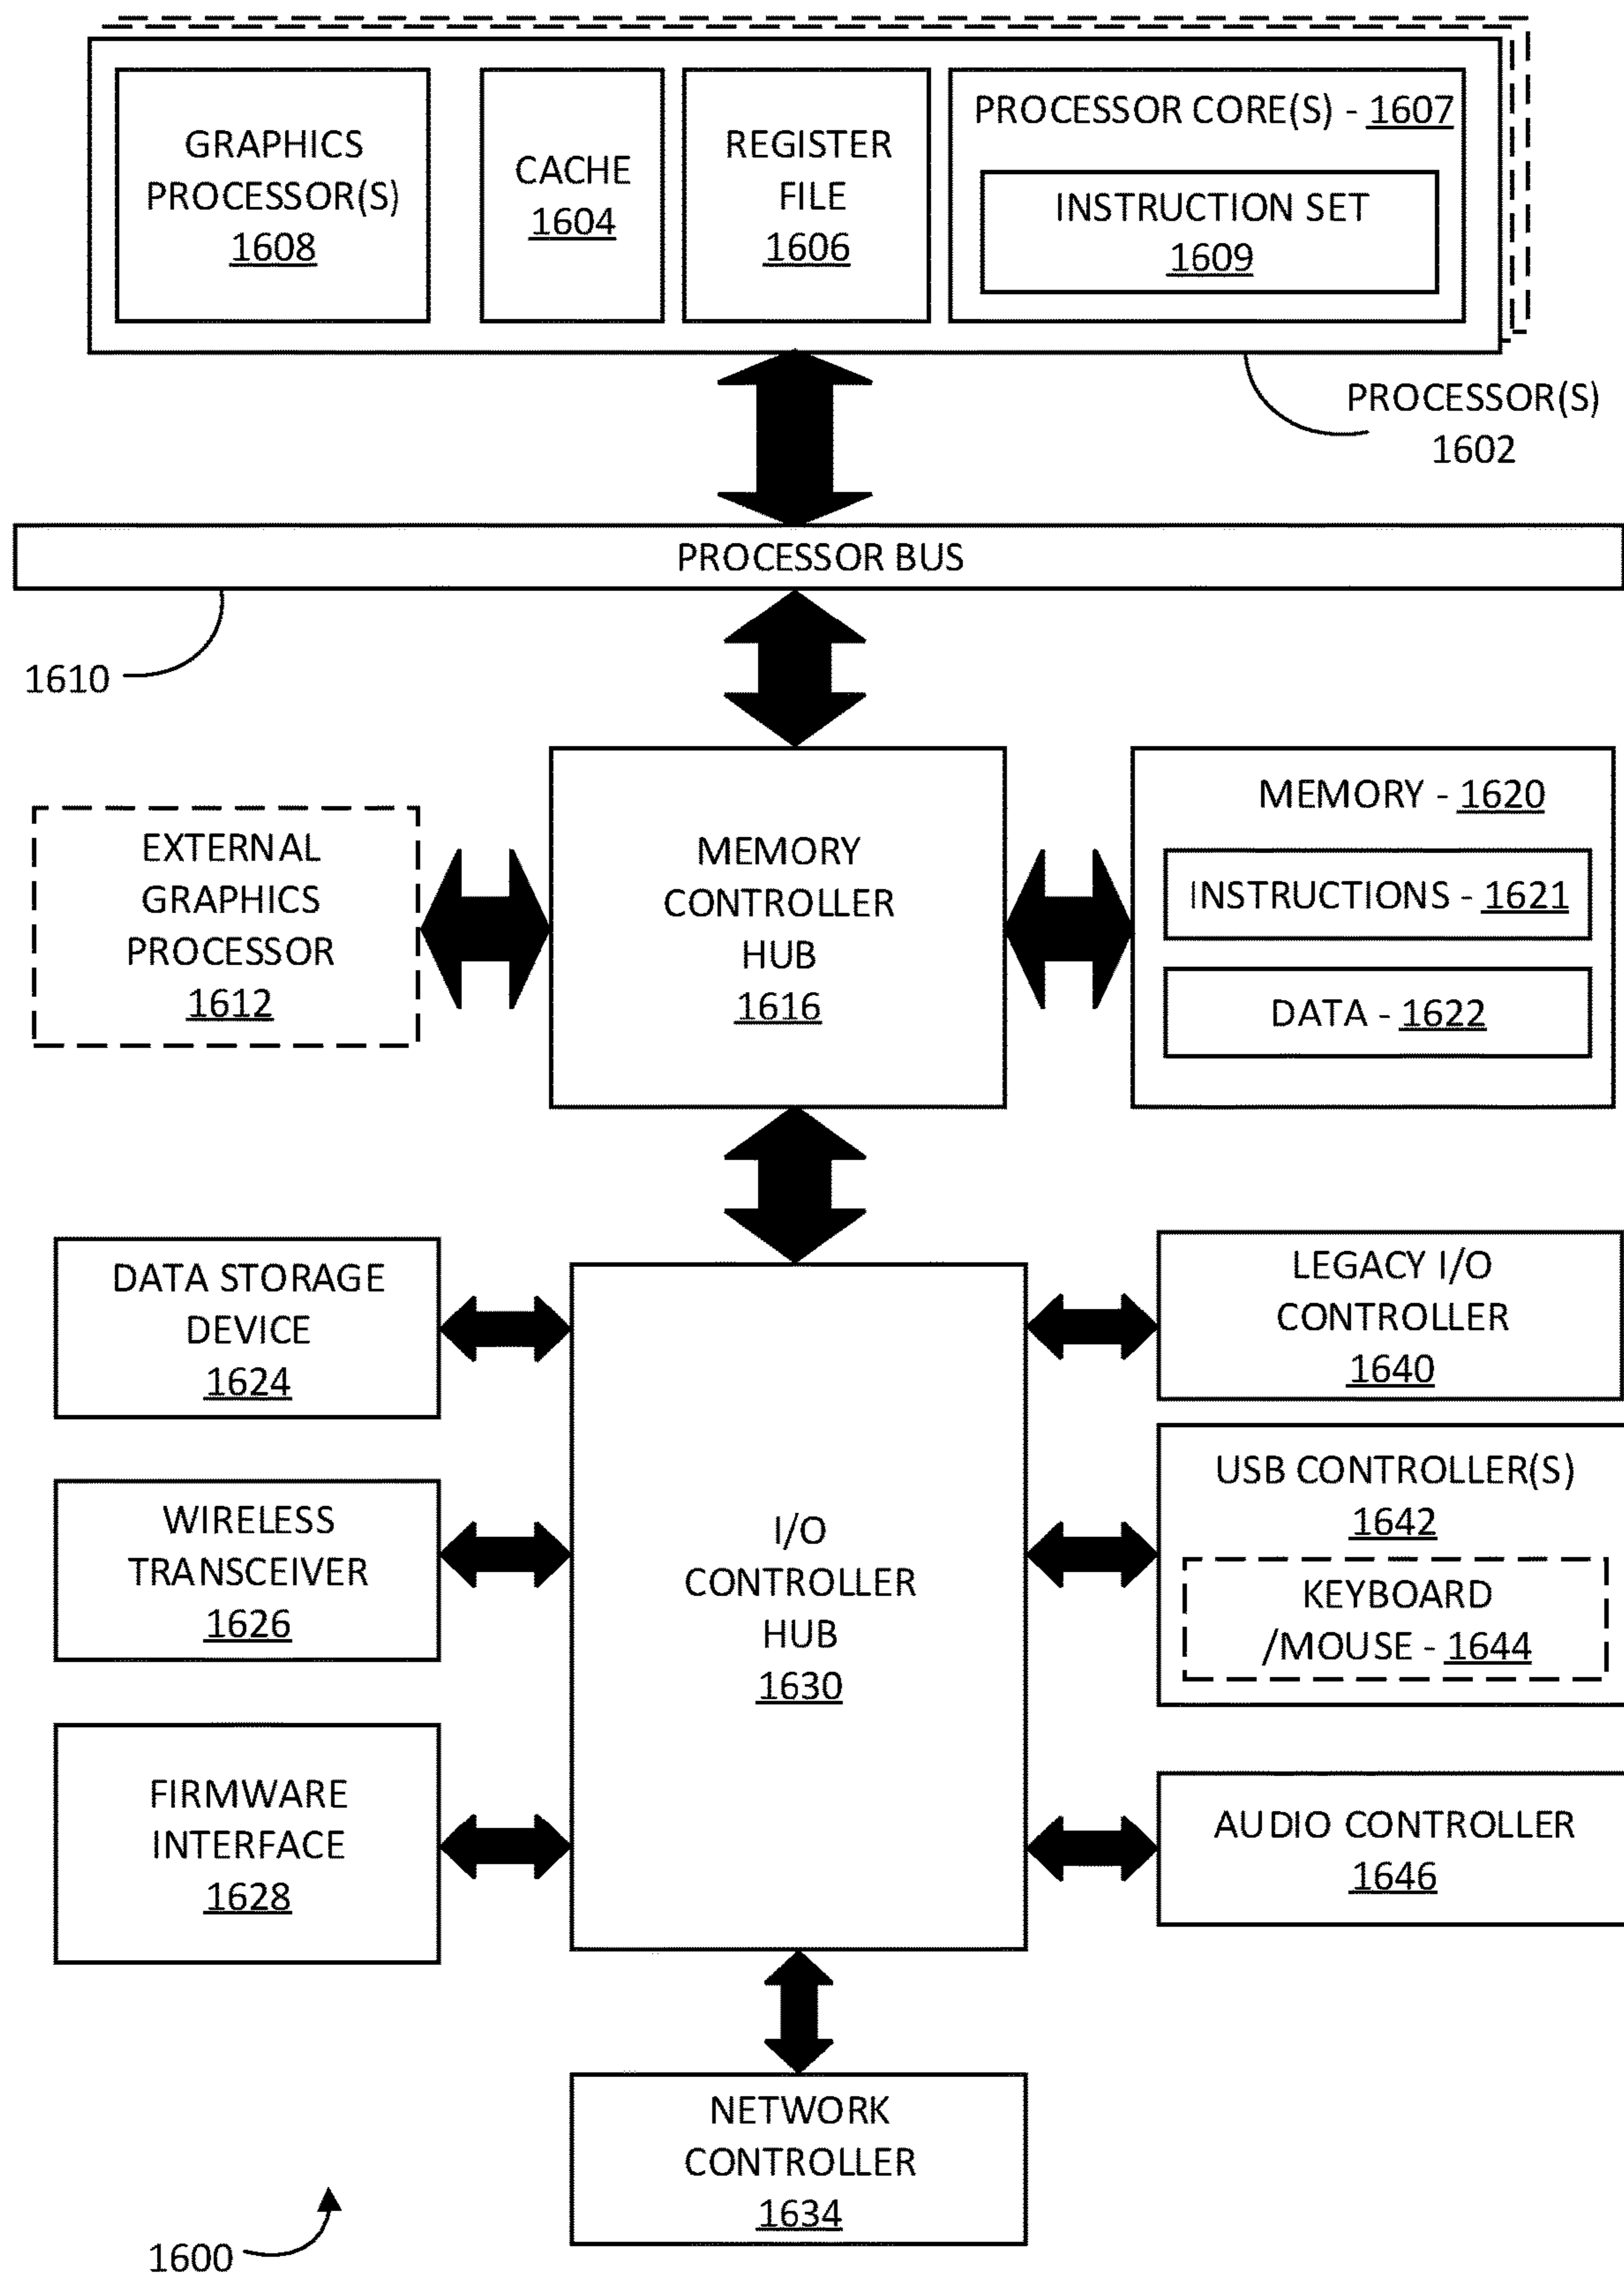 GRAPHICS
PROCESSOR(S)
1608
CACHE
1604
REGISTER
FILE
1606
PROCESSOR CORE(S) - 1607
INSTRUCTION SET
1609
PROCESSOR(S)
1602
PROCESSOR BUS
1610
EXTERNAL
GRAPHICS
PROCESSOR
1612
MEMORY
CONTROLLER
HUB
1616
MEMORY - 1620
INSTRUCTIONS - 1621
DATA - 1622
DATA STORAGE
DEVICE
1624
WIRELESS
TRANSCEIVER
1626
FIRMWARE
INTERFACE
1628
I/O
CONTROLLER
HUB
1630
LEGACY I/O
CONTROLLER
1640
USB CONTROLLER(S)
1642
KEYBOARD
/MOUSE - 1644
AUDIO CONTROLLER
1646
NETWORK
CONTROLLER
1634
1600